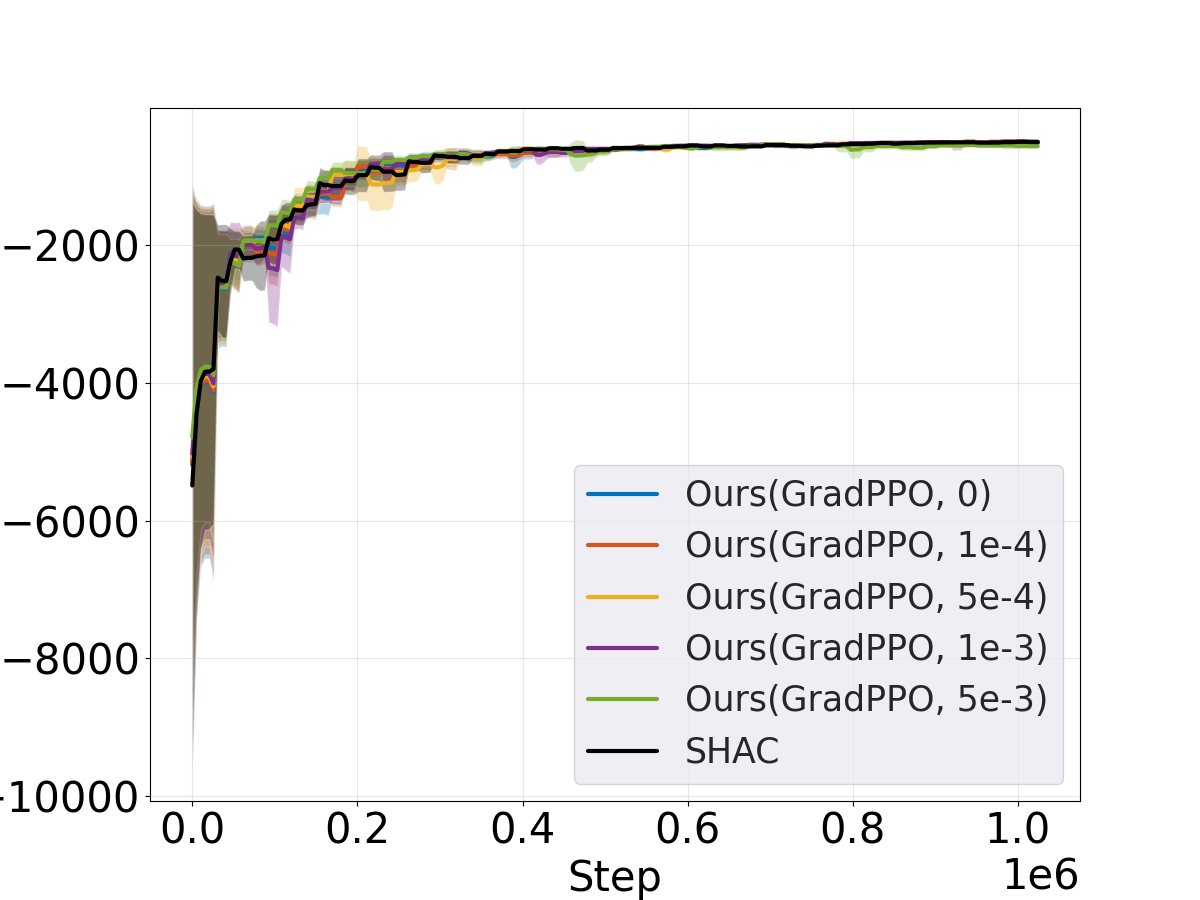 −2000
−4000
−6000
−8000
−10000
Ours(GradPPO, 0)
Ours(GradPPO, 1e-4)
Ours(GradPPO, 5e-4)
Ours(GradPPO, 1e-3)
Ours(GradPPO, 5e-3)
SHAC
0.0 0.2 0.4 0.6 0.8 1.0
Step
1e6